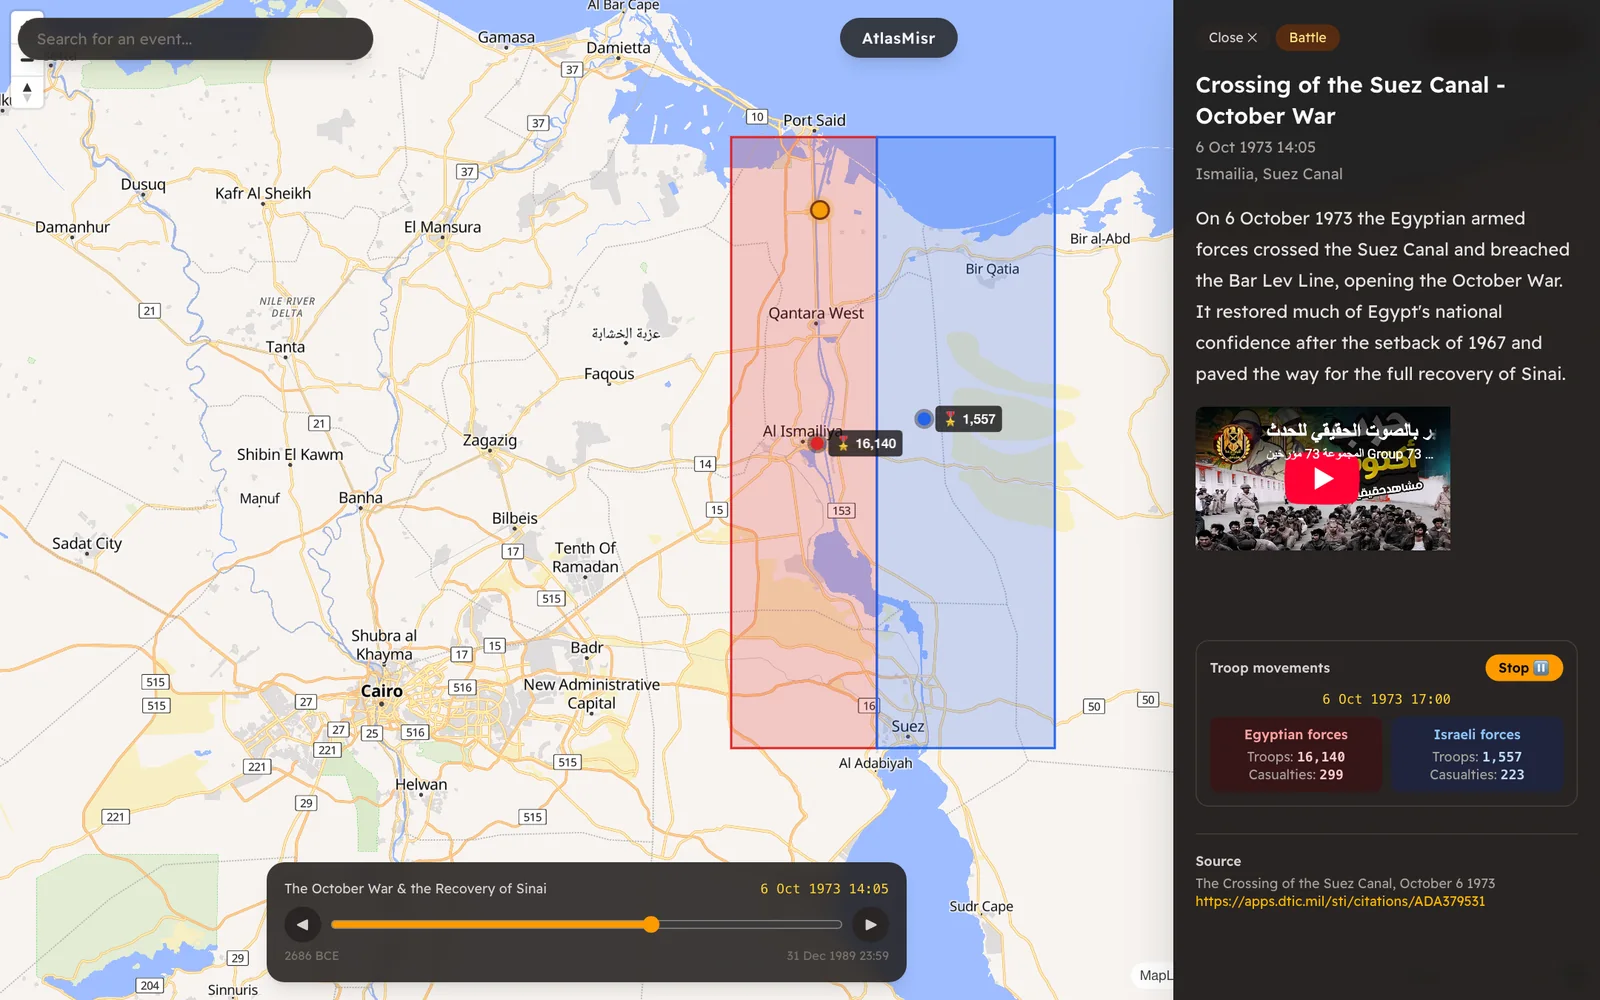 Search for an event...
AtlasMisr
Al Bar Cape
Gamasa
Damietta
37
10
Port Said
37
37
Dusuq
Kafr Al Sheikh
Damanhur
El Mansura
Bir al-Abd
Bir Qatia
NILE RIVER
DELTA
21
Qantara West
عزبة الخشابة
Tanta
Faqous
21
Al Ismailiya
🎖 1,557
🎖 16,140
Zagazig
Shibin El Kawm
14
Manuf
Banha
15
153
Bilbeis
Sadat City
17
Tenth Of
Ramadan
515
Shubra al
Khayma
15
17
Badr
515
516
New Administrative
Capital
Cairo
27
515
16
50
50
27
25
516
Suez
221
221
515
Al Adabiyah
Helwan
29
221
515
Sudr Cape
29
204
Sinnuris
MapL
The October War & the Recovery of Sinai
6 Oct 1973 14:05
◀
▶
2686 BCE
31 Dec 1989 23:59
Close ✕
Battle
Crossing of the Suez Canal -
October War
6 Oct 1973 14:05
Ismailia, Suez Canal
On 6 October 1973 the Egyptian armed
forces crossed the Suez Canal and breached
the Bar Lev Line, opening the October War.
It restored much of Egypt's national
confidence after the setback of 1967 and
paved the way for the full recovery of Sinai.
ر بالصوت الحقيقي للحدث
المجموعة 73 مؤرخين Group 73 ...
Troop movements
Stop ⏸
6 Oct 1973 17:00
Egyptian forces
Troops: 16,140
Casualties: 299
Israeli forces
Troops: 1,557
Casualties: 223
Source
The Crossing of the Suez Canal, October 6 1973
https://apps.dtic.mil/sti/citations/ADA379531